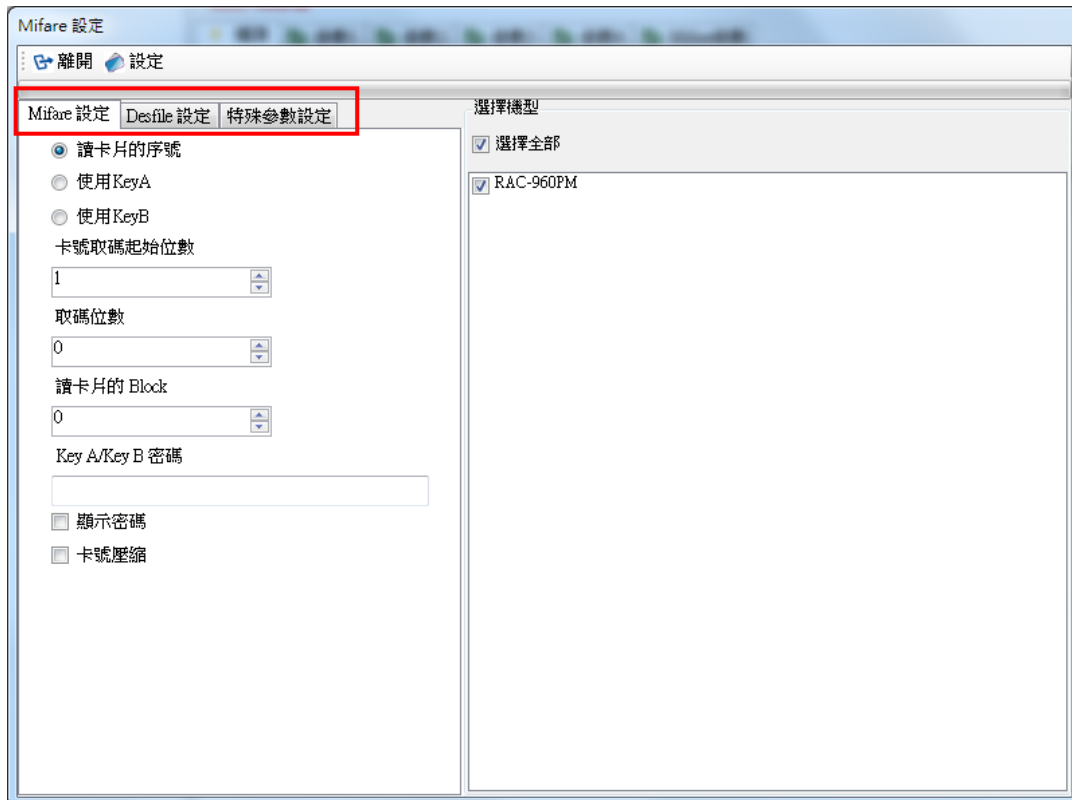 Mifare 設定
離開 設定
Mifare 設定 Desfile 設定 特殊參數設定
讀卡片的序號
使用KeyA
使用KeyB
卡號取碼起始位數
1
取碼位數
0
讀卡片的 Block
0
Key A/Key B 密碼
顯示密碼
卡號壓縮
選擇機型
選擇全部
RAC-960PM